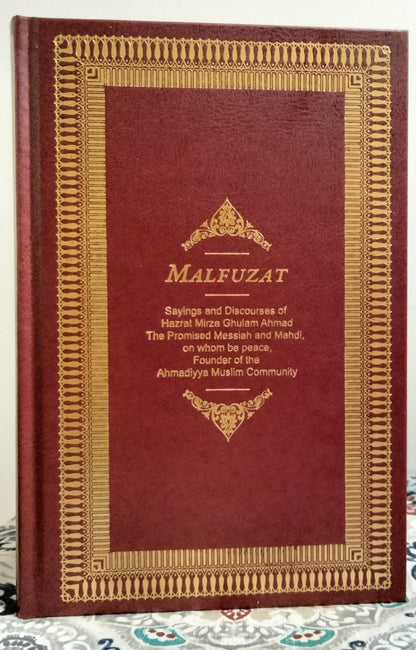 MALFUZAT
Sayings and Discourses of
Hazrat Mirza Ghulam Ahmad
The Promised Messiah and Mahdi,
on whom be peace,
Founder of the
Ahmadiyya Muslim Community